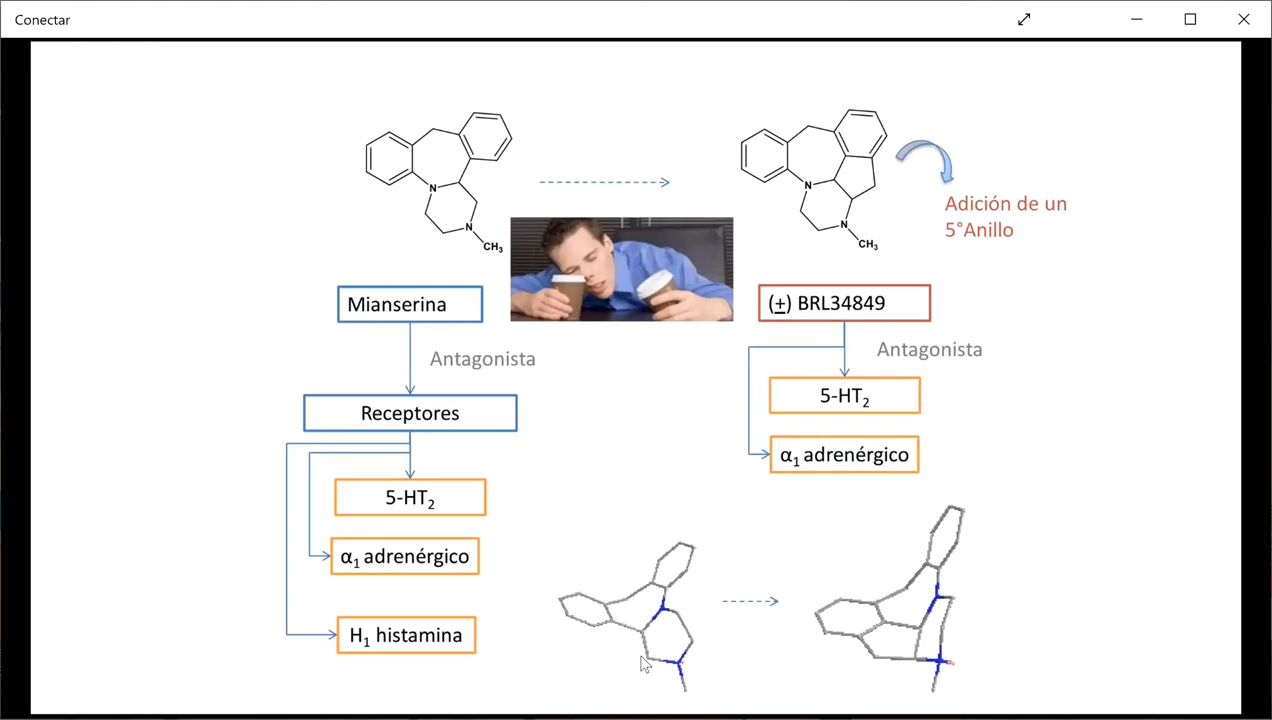 Conectar
N
N
CH3
N
N
CH3
Adición de un
5°Anillo
Mianserina
(+) BRL34849
Antagonista
Antagonista
Receptores
5-HT2
5-HT2
α1 adrenérgico
α1 adrenérgico
H1 histamina